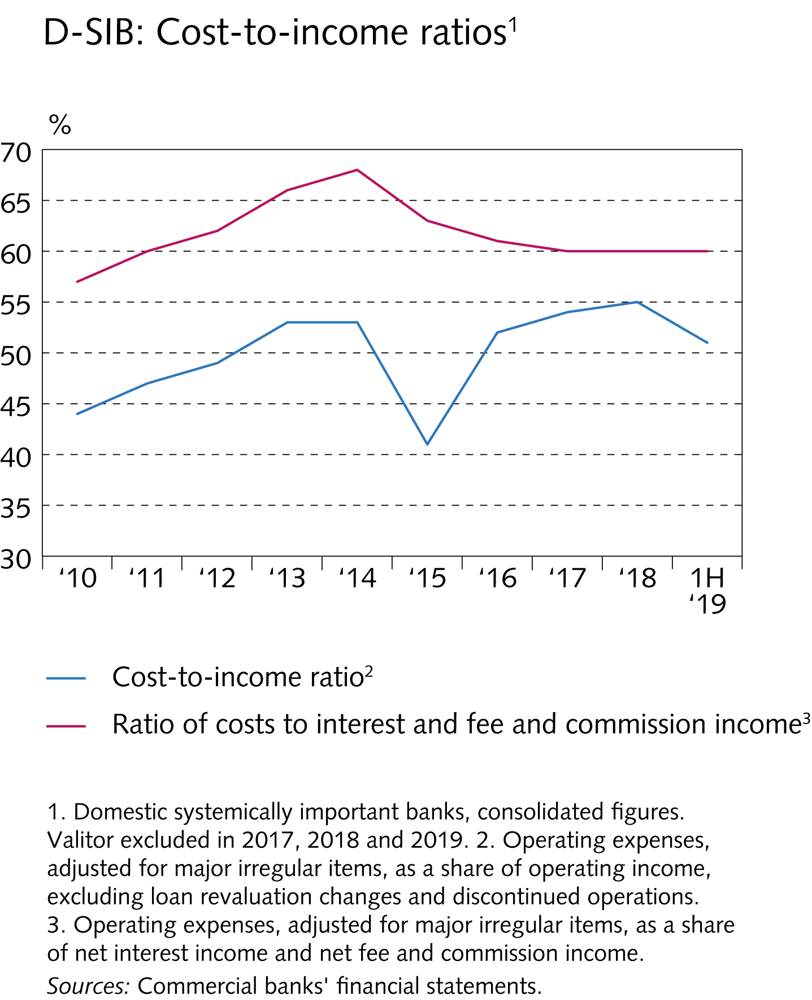 D-SIB: Cost-to-income ratios¹
%
70
65
60
55
50
45
40
35
30
‘10 ‘11 ‘12 ‘13 ‘14 ‘15 ‘16 ‘17 ‘18 1H
‘19
Cost-to-income ratio²
Ratio of costs to interest and fee and commission income³
1. Domestic systemically important banks, consolidated figures.
Valitor excluded in 2017, 2018 and 2019. 2. Operating expenses,
adjusted for major irregular items, as a share of operating income,
excluding loan revaluation changes and discontinued operations.
3. Operating expenses, adjusted for major irregular items, as a share
of net interest income and net fee and commission income.
Sources: Commercial banks' financial statements.